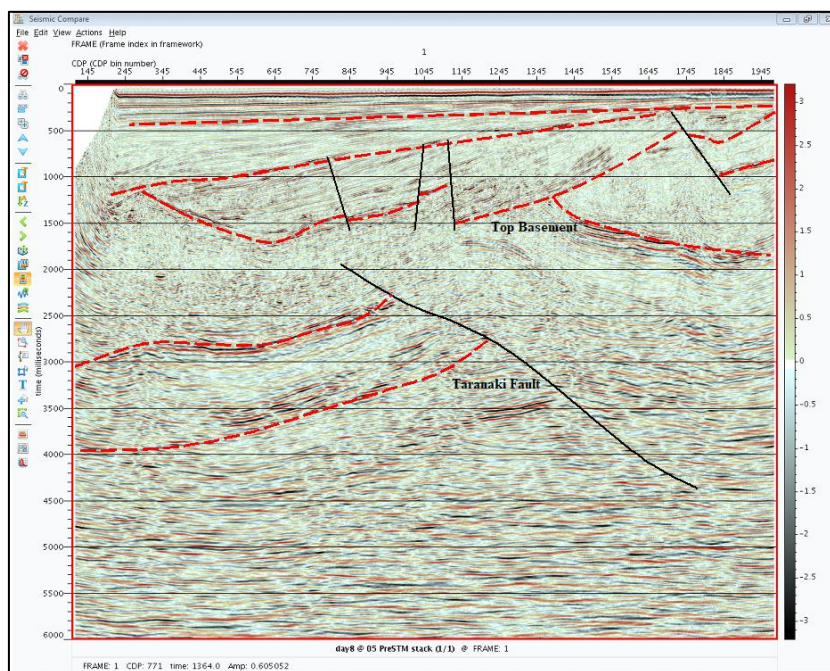 Seismic Compare
File Edit View Actions Help
FRAME (Frame index in framework)
1
CDP (CDP bin number)
145 245 345 445 545 645 745 845 945 1045 1145 1245 1345 1445 1545 1645 1745 1845 1945
0
500
1000
1500
2000
2500
3000
3500
4000
4500
5000
5500
6000
time (milliseconds)
Top Basement
Taranaki Fault
3
2.5
2
1.5
1
0.5
0
-0.5
-1
-1.5
-2
-2.5
-3
day8 @ 05 PreSTM stack (1/1) @ FRAME: 1
FRAME: 1 CDP: 771 time: 1364.0 Amp: 0.605052